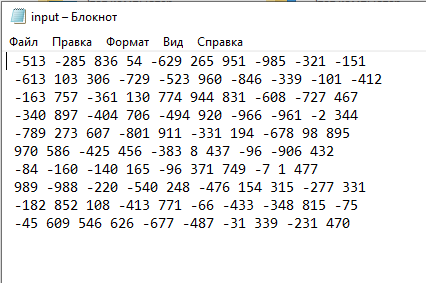 input – Блокнот
Файл Правка Формат Вид Справка
-513 -285 836 54 -629 265 951 -985 -321 -151
-613 103 306 -729 -523 960 -846 -339 -101 -412
-163 757 -361 130 774 944 831 -608 -727 467
-340 897 -404 706 -494 920 -966 -961 -2 344
-789 273 607 -801 911 -331 194 -678 98 895
970 586 -425 456 -383 8 437 -96 -906 432
-84 -160 -140 165 -96 371 749 -7 1 477
989 -988 -220 -540 248 -476 154 315 -277 331
-182 852 108 -413 771 -66 -433 -348 815 -75
-45 609 546 626 -677 -487 -31 339 -231 470